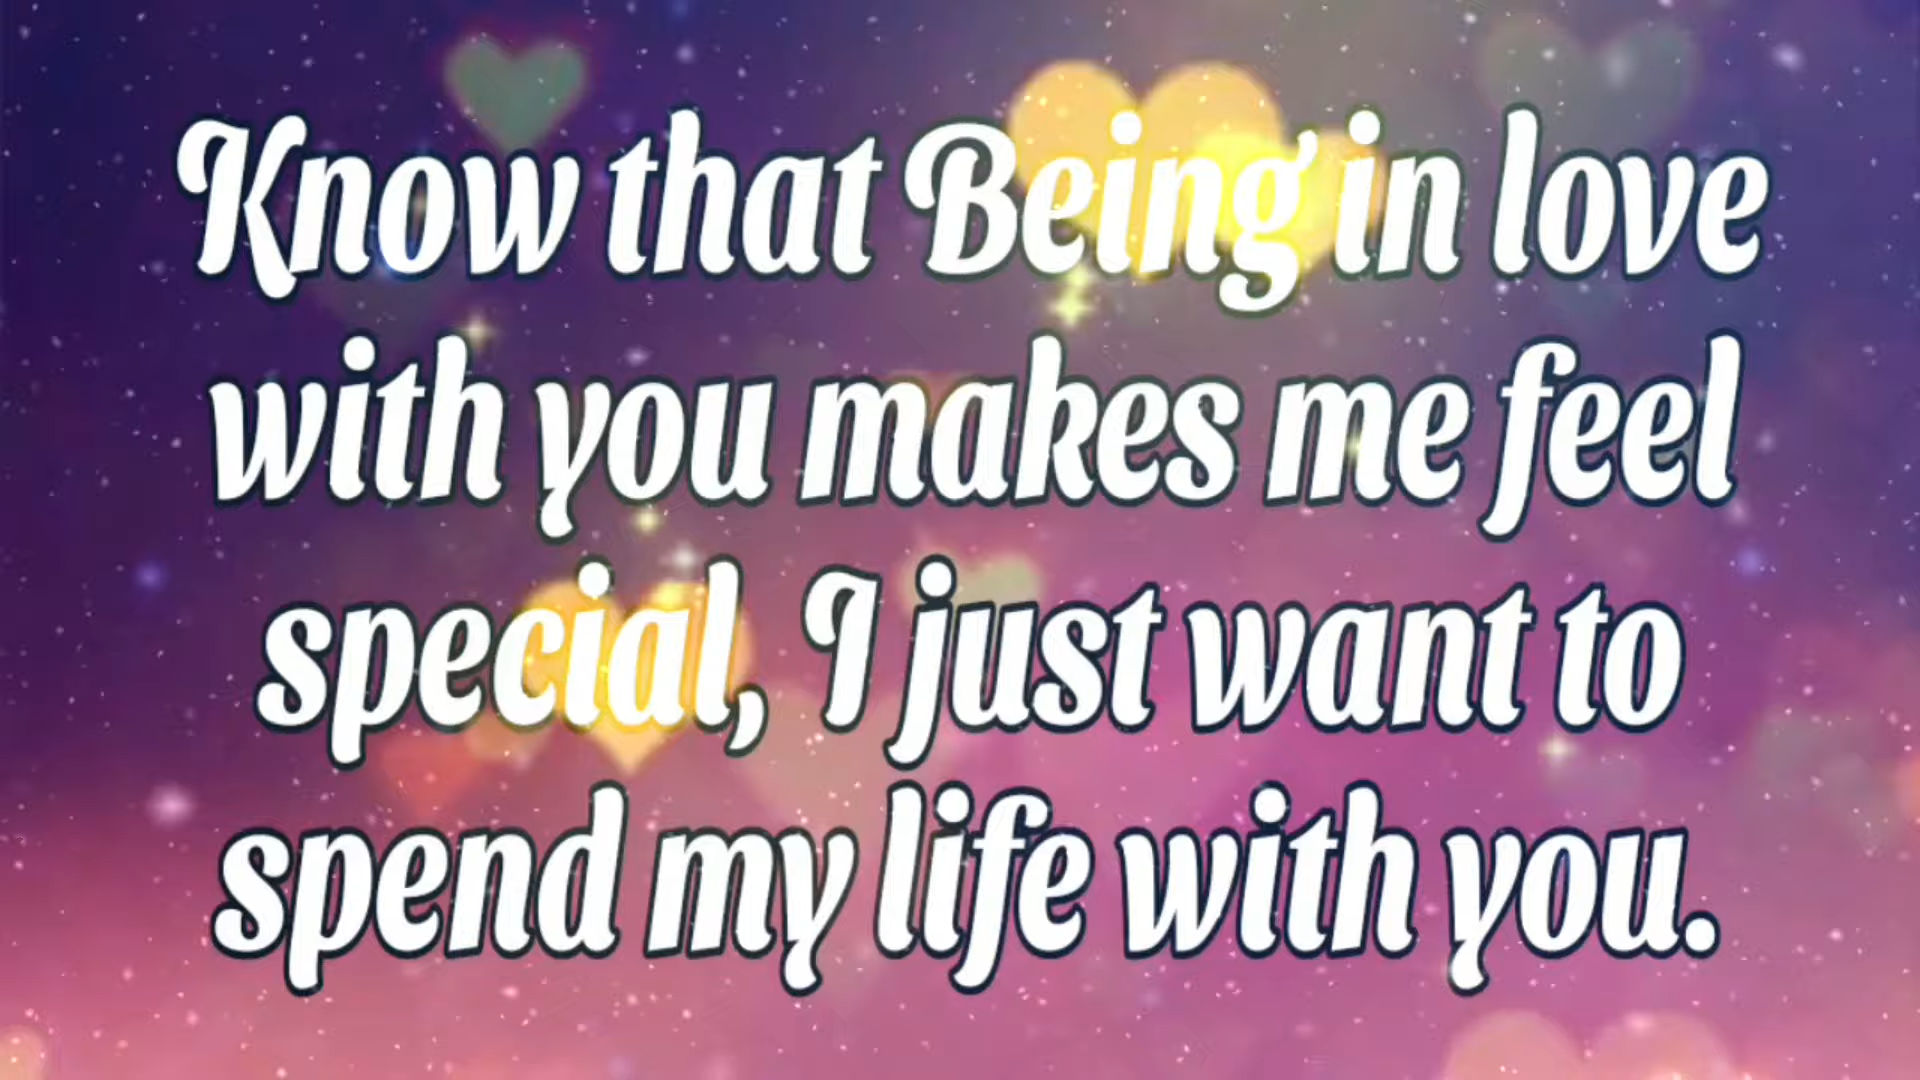 Know that Being in love
with you makes me feel
special, I just want to
spend my life with you.